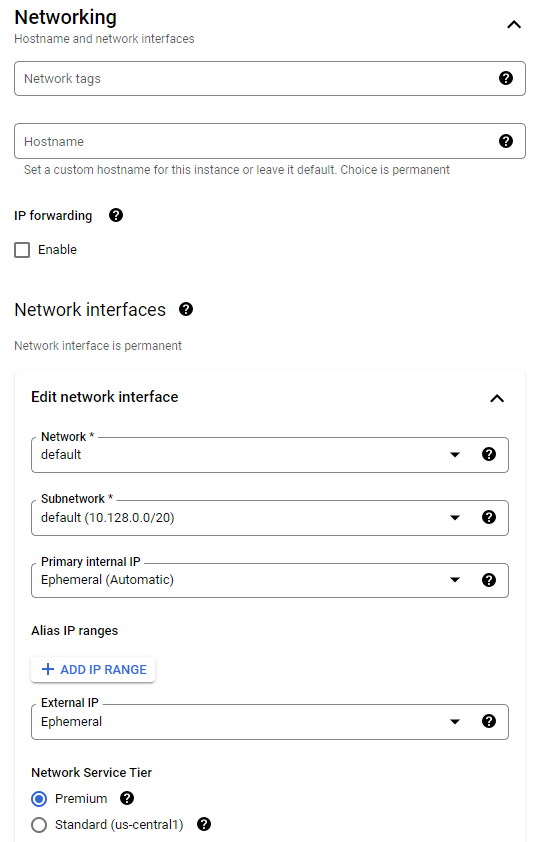 Networking
Hostname and network interfaces
Network tags
Hostname
Set a custom hostname for this instance or leave it default. Choice is permanent
IP forwarding
Enable
Network interfaces
Network interface is permanent
Edit network interface
Network *
default
Subnetwork *
default (10.128.0.0/20)
Primary internal IP
Ephemeral (Automatic)
Alias IP ranges
+ ADD IP RANGE
External IP
Ephemeral
Network Service Tier
Premium
Standard (us-central1)